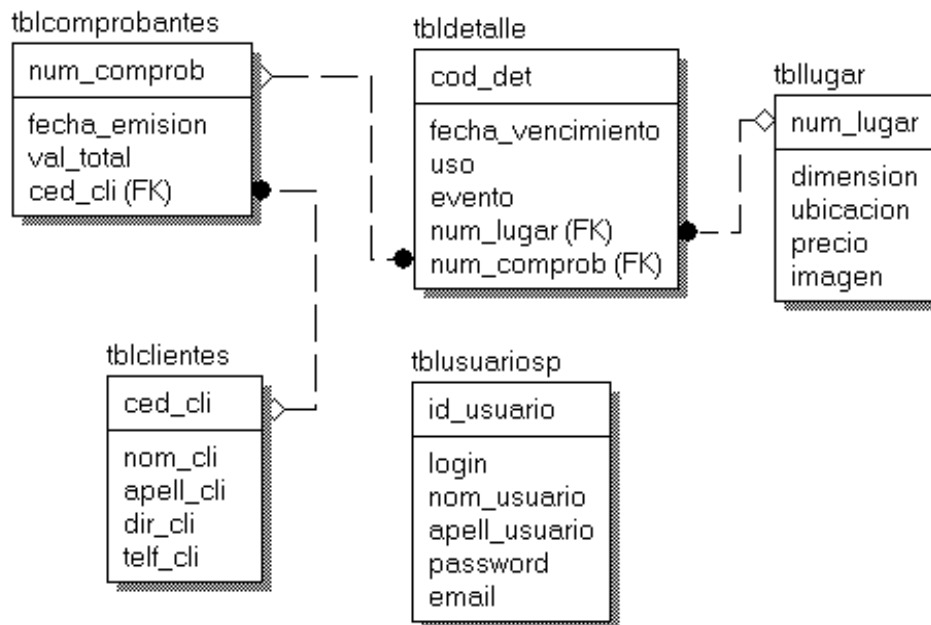 tblcomprobantes
num_comprob
fecha_emision
val_total
ced_cli (FK)
tbldetalle
cod_det
fecha_vencimiento
uso
evento
num_lugar (FK)
num_comprob (FK)
tbllugar
num_lugar
dimension
ubicacion
precio
imagen
tblclientes
ced_cli
nom_cli
apell_cli
dir_cli
telf_cli
tblusuariosp
id_usuario
login
nom_usuario
apell_usuario
password
email